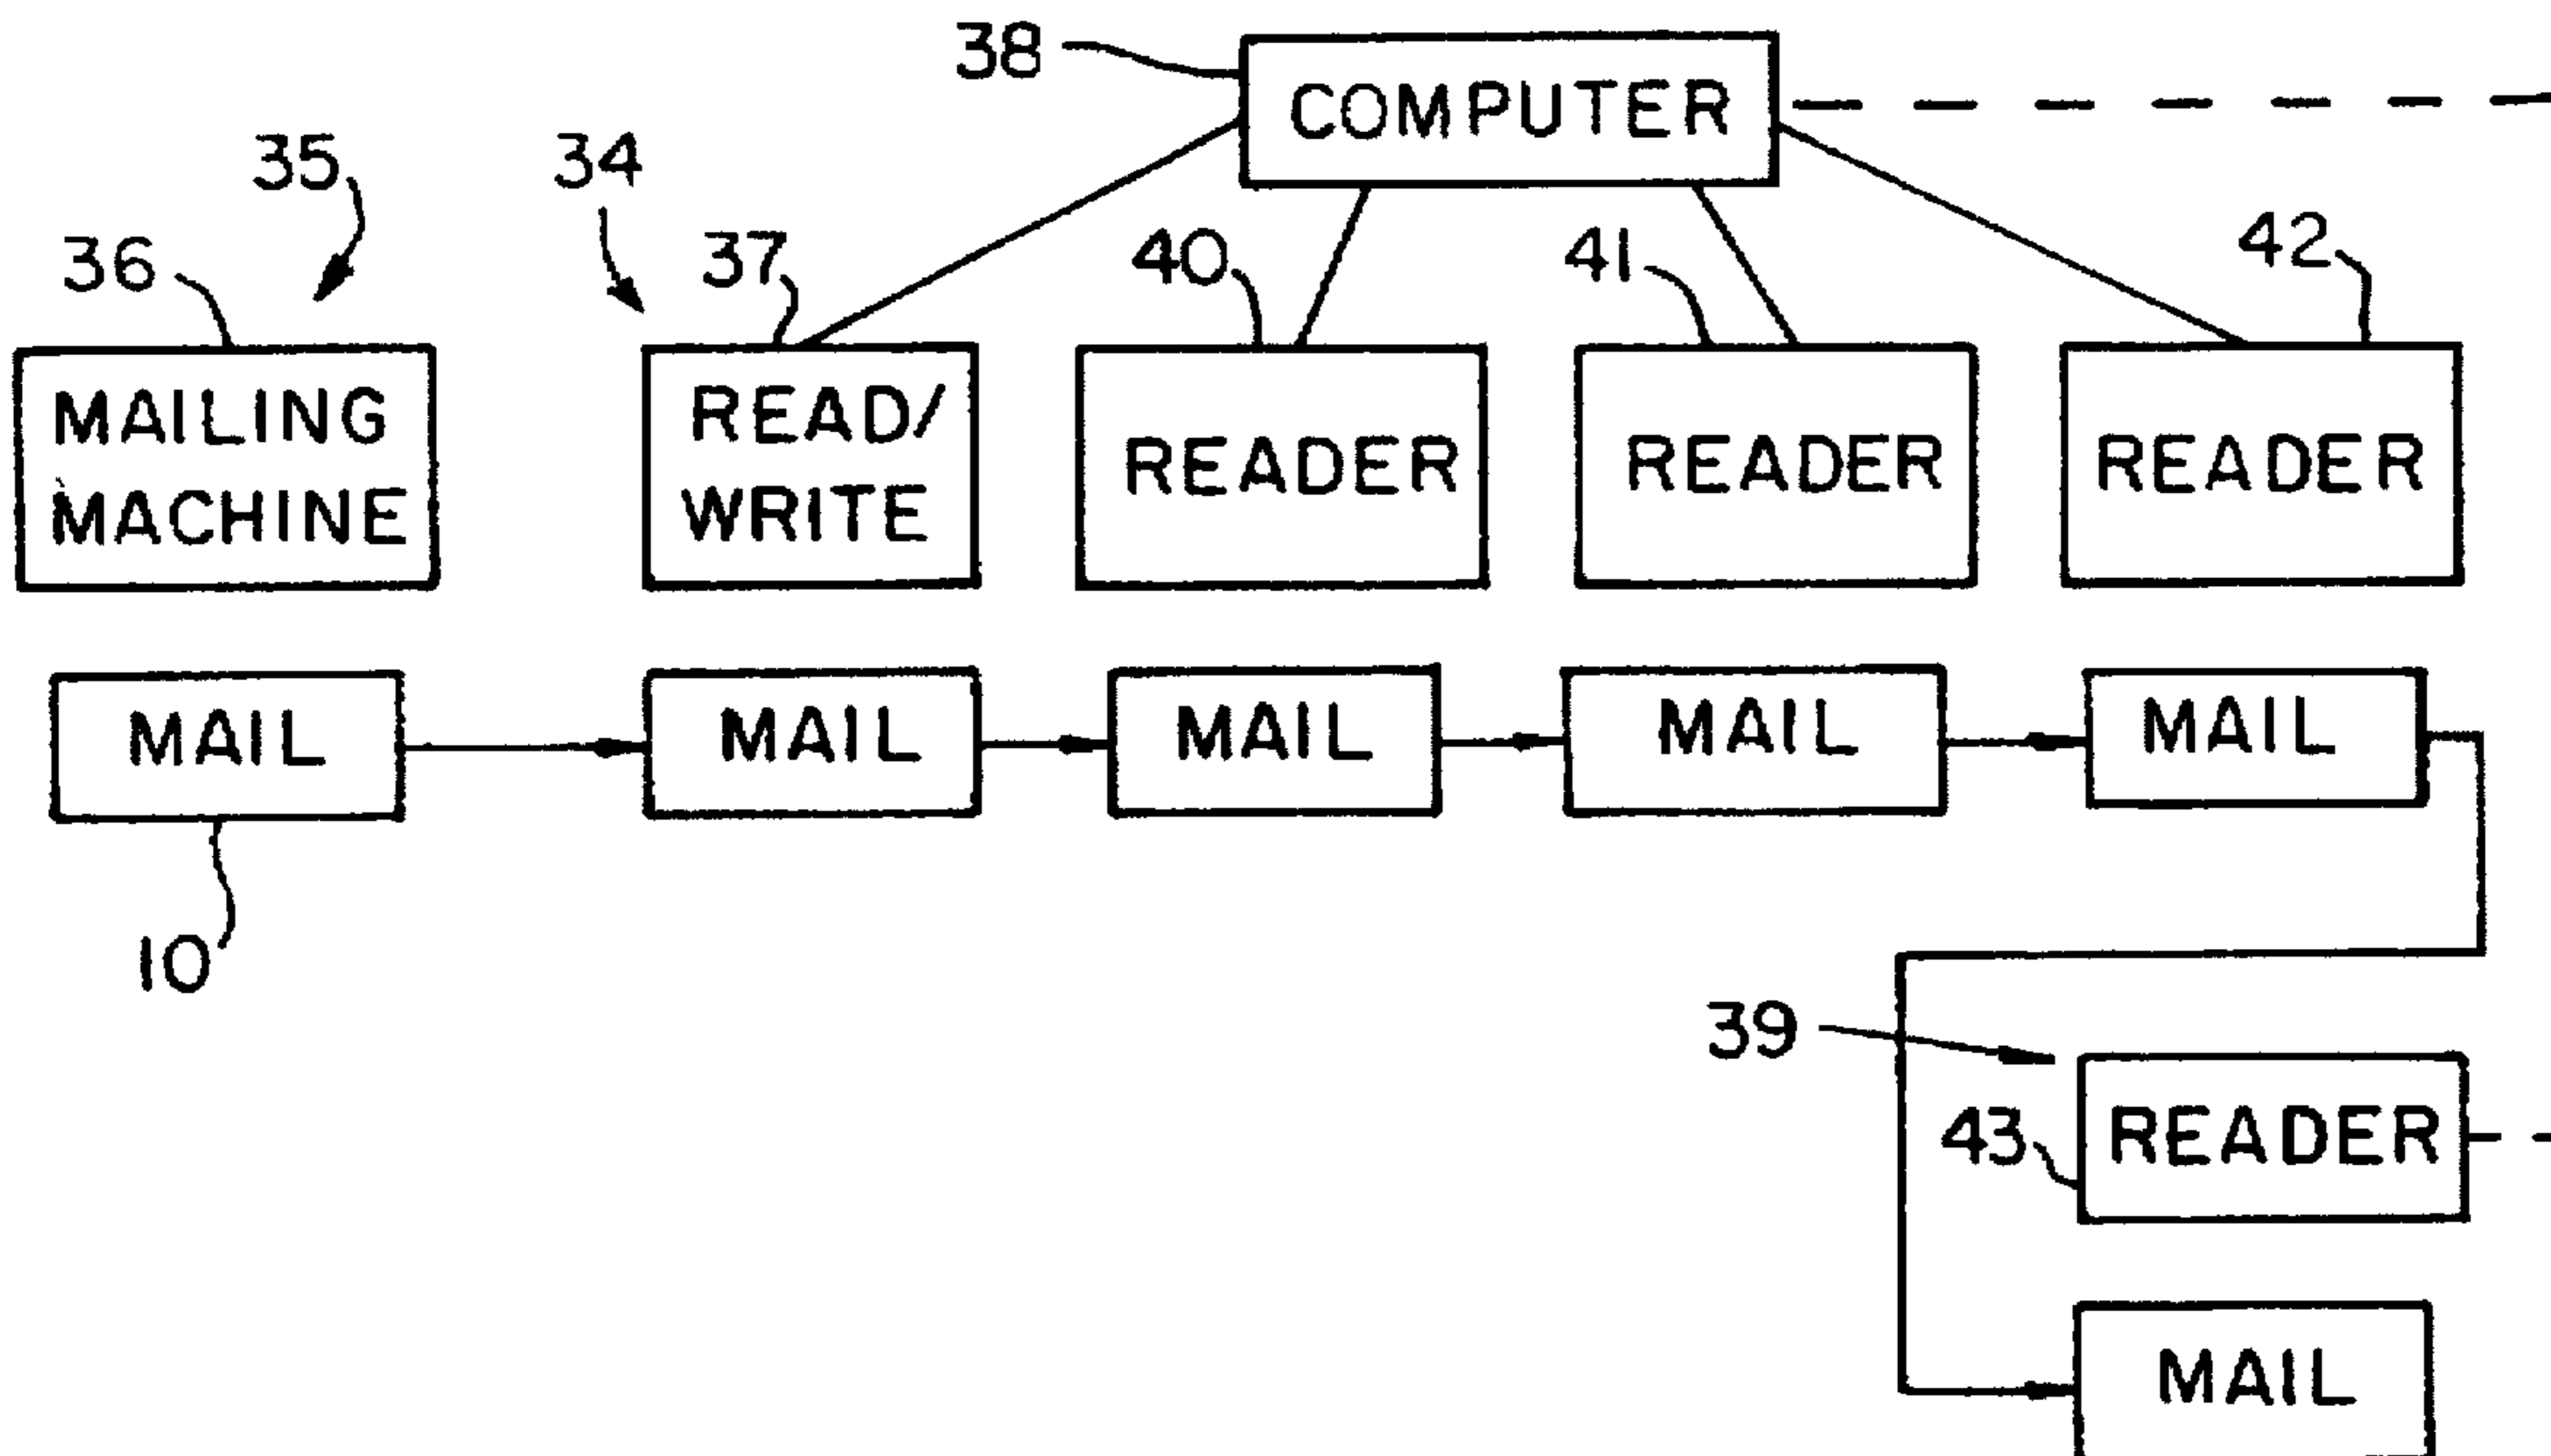 38
COMPUTER
35
34
36
37
40
41
42
MAILING
MACHINE
READ/
WRITE
READER
READER
READER
MAIL
MAIL
MAIL
MAIL
MAIL
10
39
43
READER
MAIL